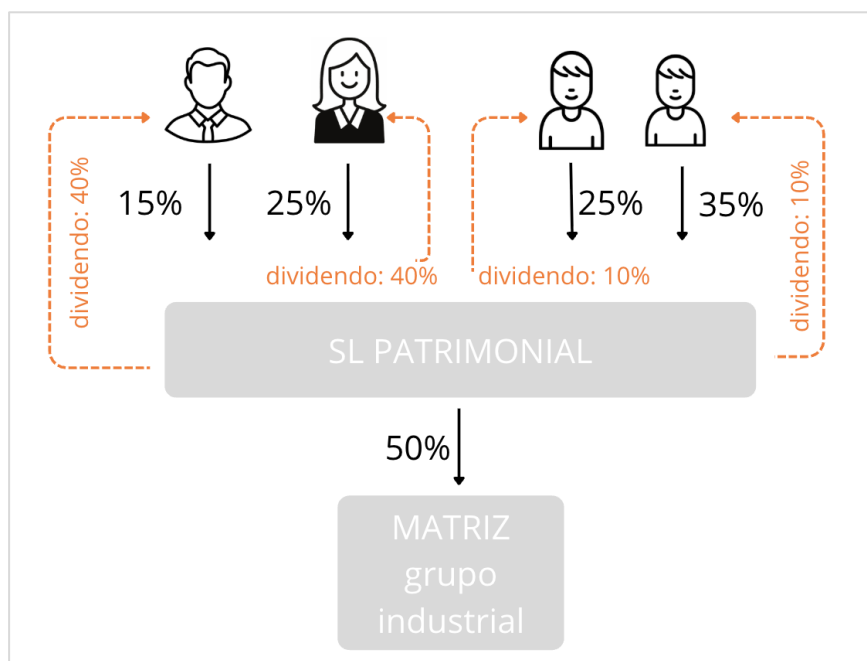 15%
25%
25%
35%
dividendo: 40%
dividendo: 40%
dividendo: 10%
dividendo: 10%
SL PATRIMONIAL
50%
MATRIZ
grupo
industrial